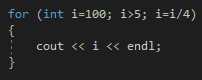 for (int i=100; i>5; i=i/4)
{
    cout << i << endl;
}